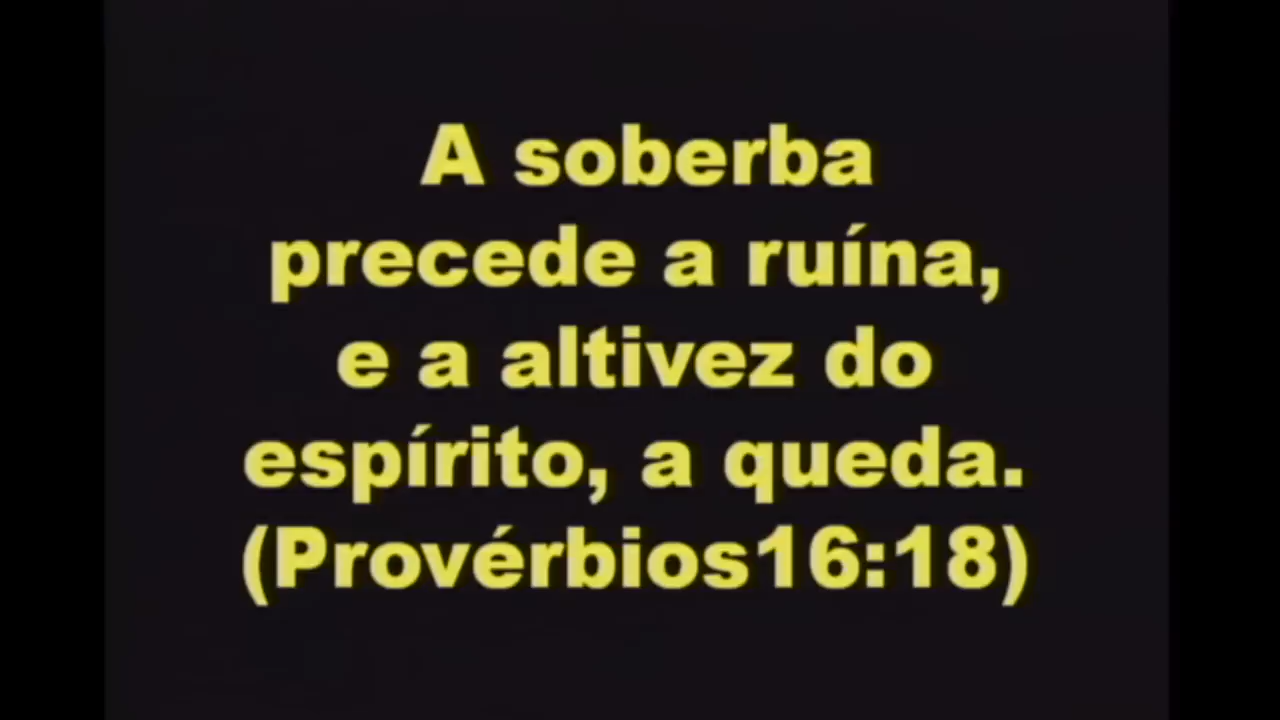 A soberba
precede a ruína,
e a altivez do
espírito, a queda.
(Provérbios16:18)